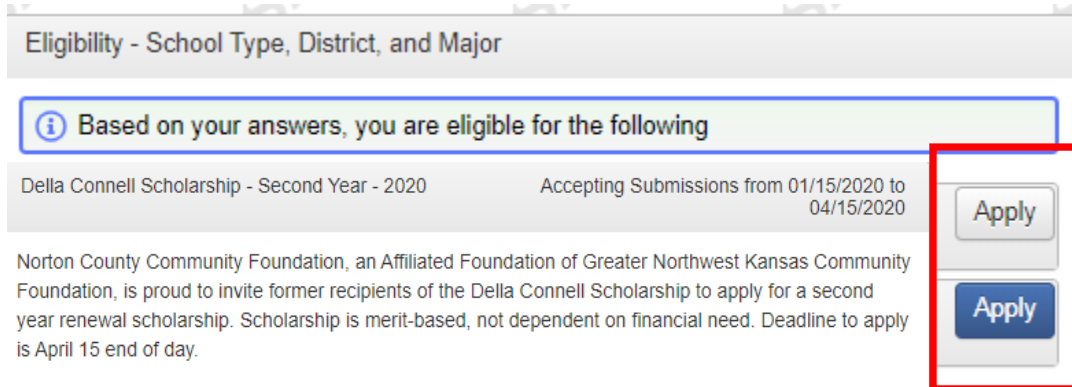 Eligibility - School Type, District, and Major
Based on your answers, you are eligible for the following
Della Connell Scholarship - Second Year - 2020
Accepting Submissions from 01/15/2020 to
04/15/2020
Apply
Norton County Community Foundation, an Affiliated Foundation of Greater Northwest Kansas Community
Foundation, is proud to invite former recipients of the Della Connell Scholarship to apply for a second
year renewal scholarship. Scholarship is merit-based, not dependent on financial need. Deadline to apply
is April 15 end of day.
Apply